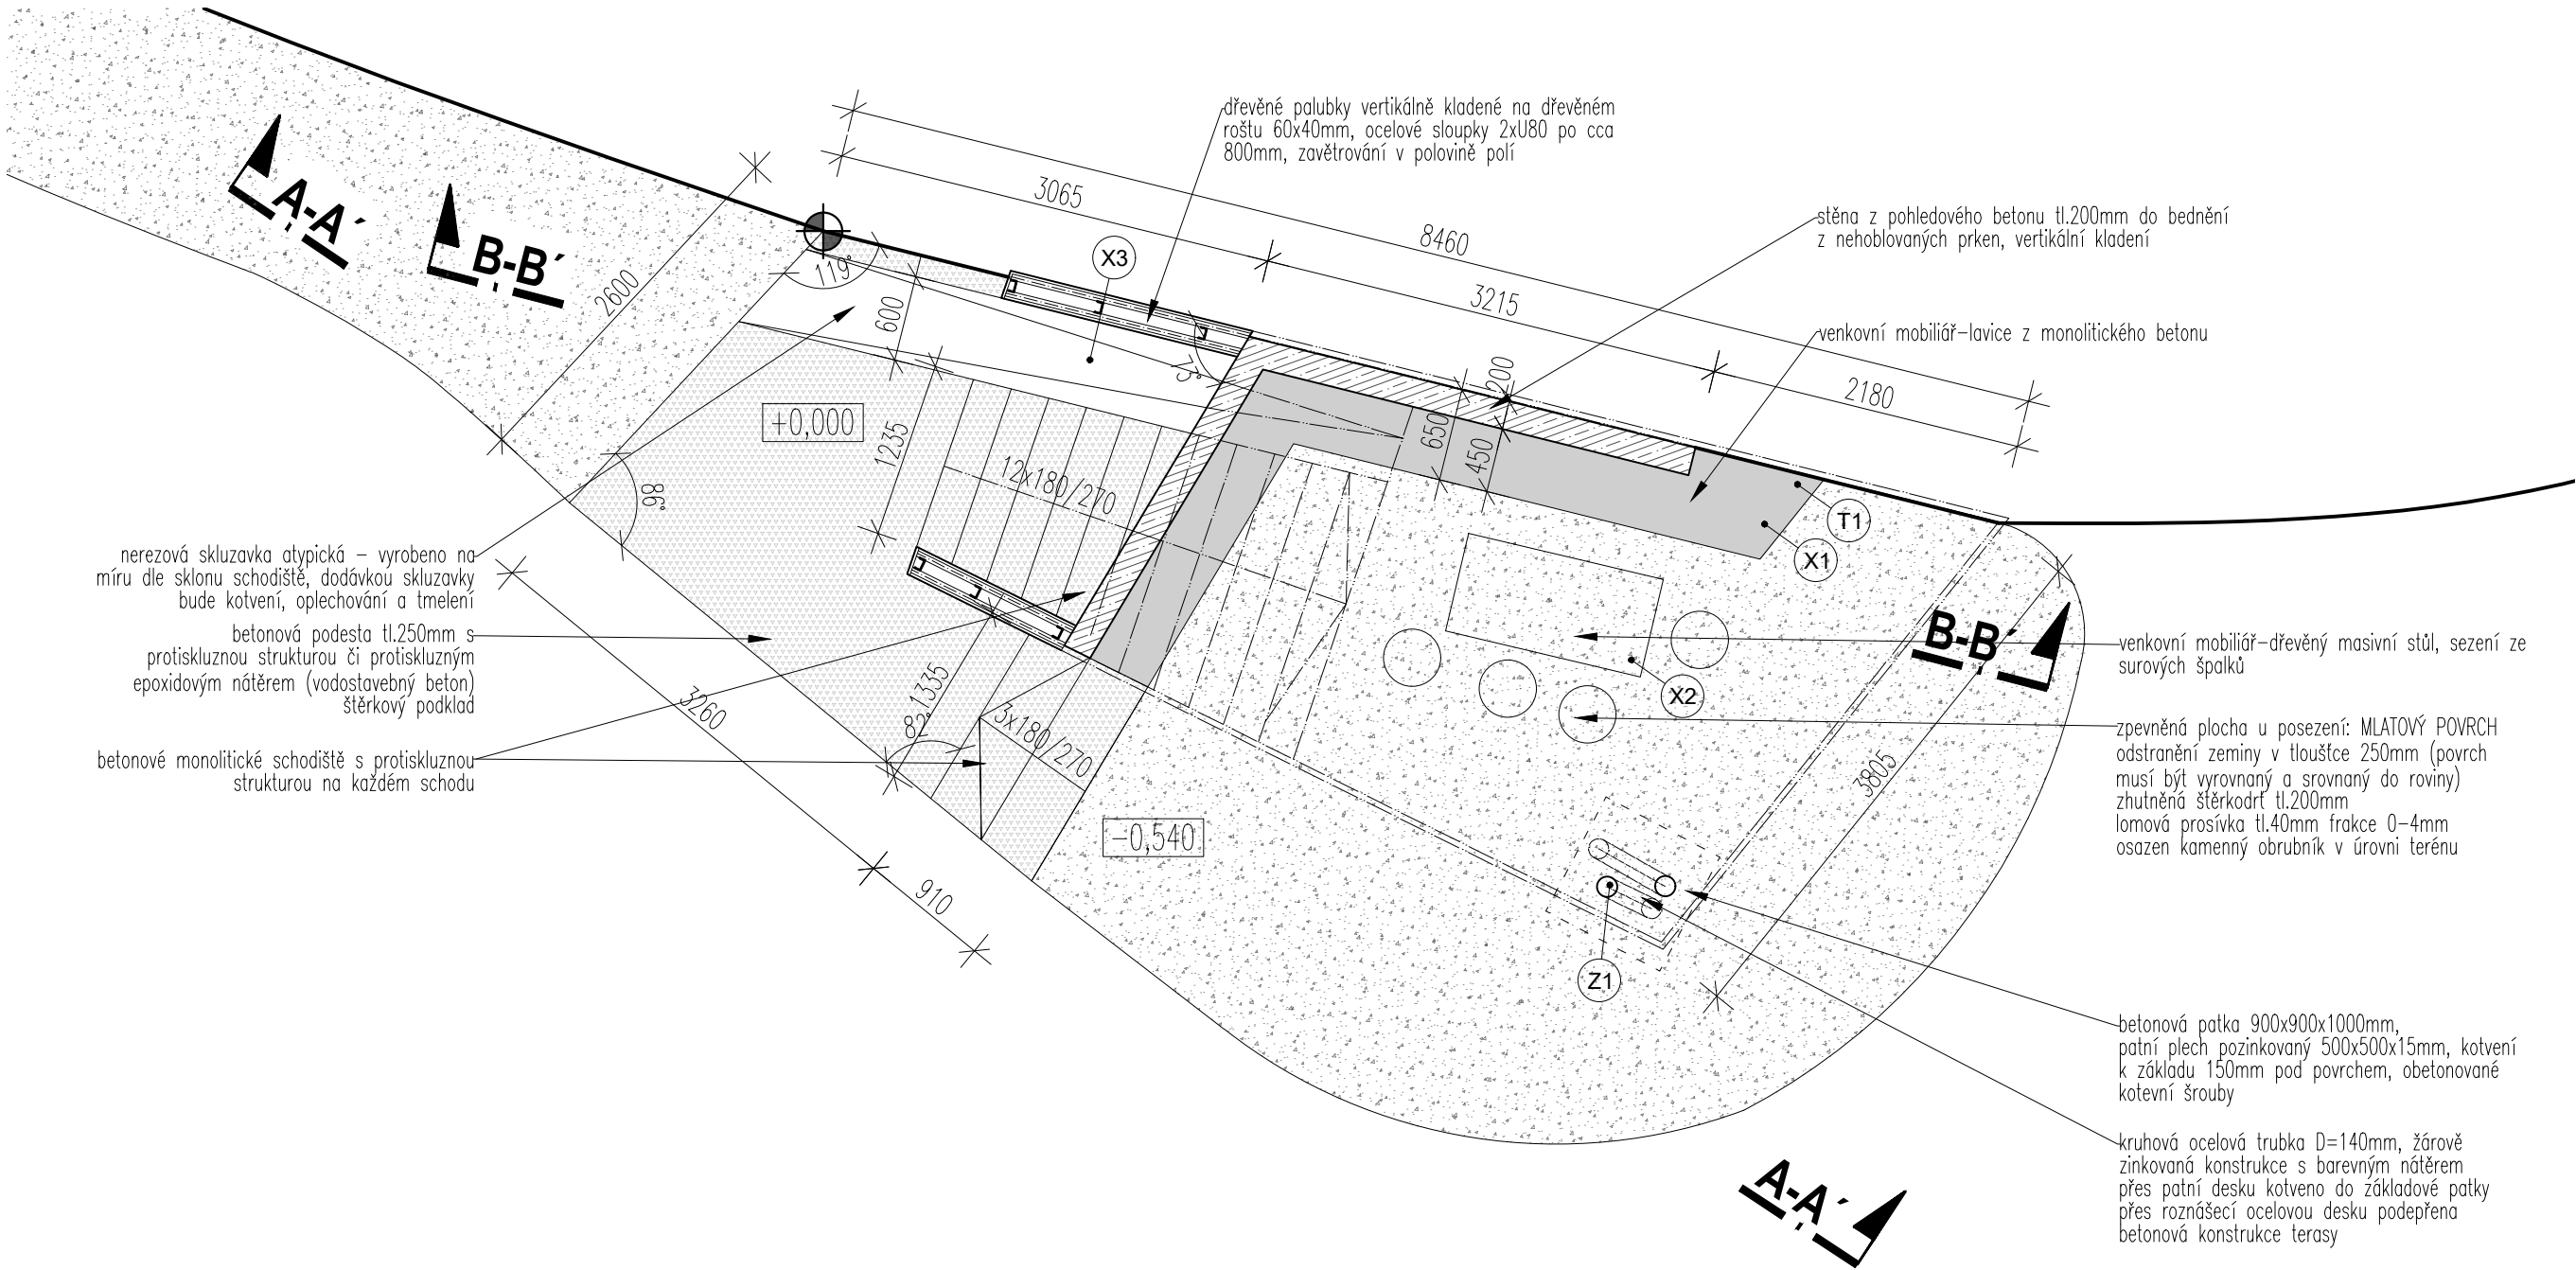 dřevěné palubky vertikálně kladené na dřevěném
roštu 60x40mm, ocelové sloupky 2xU80 po cca
800mm, zavětrování v polovině polí
stěna z pohledového betonu tl.200mm do bednění
z nehoblovaných prken, vertikální kladení
venkovní mobiliář-lavice z monolitického betonu
A-A´
B-B´
3065
8460
3215
2180
2600
119°
X3
600
73°
200
650
450
+0,000
1235
12x180/270
86°
T1
X1
X2
nerezová skluzavka atypická – vyrobeno na
míru dle sklonu schodiště, dodávkou skluzavky
bude kotvení, oplechování a tmelení
betonová podesta tl.250mm s
protiskluznou strukturou či protiskluzným
epoxidovým nátěrem (vodostavebný beton)
štěrkový podklad
betonové monolitické schodiště s protiskluznou
strukturou na každém schodu
3260
910
1335
82°
3x180/270
-0,540
B-B´
3805
Z1
venkovní mobiliář-dřevěný masivní stůl, sezení ze
surových špalků
zpevněná plocha u posezení: MLATOVÝ POVRCH
odstranění zeminy v tloušťce 250mm (povrch
musí být vyrovnaný a srovnaný do roviny)
zhutněná štěrkodrť tl.200mm
lomová prosívka tl.40mm frakce 0-4mm
osazen kamenný obrubník v úrovni terénu
betonová patka 900x900x1000mm,
patní plech pozinkovaný 500x500x15mm, kotvení
k základu 150mm pod povrchem, obetonované
kotevní šrouby
kruhová ocelová trubka D=140mm, žárově
zinkovaná konstrukce s barevným nátěrem
přes patní desku kotveno do základové patky
přes roznášecí ocelovou desku podepřena
betonová konstrukce terasy
A-A´